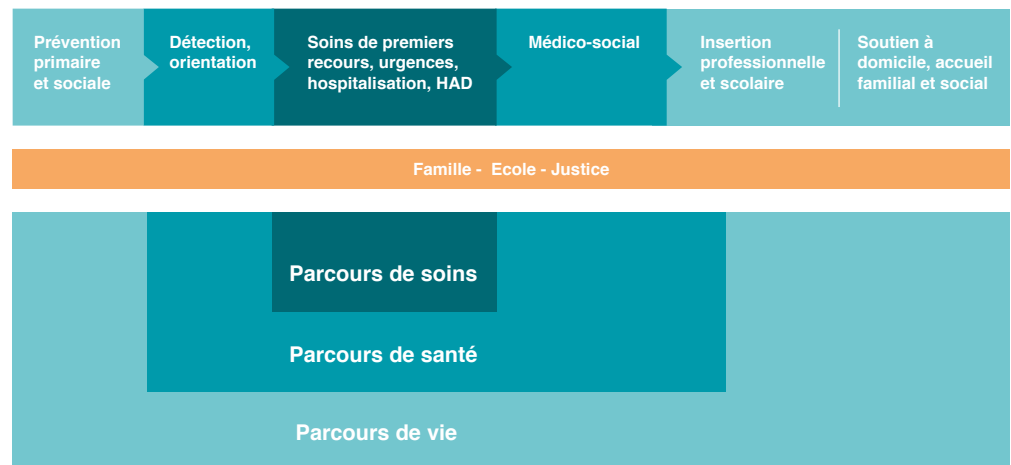 Prévention
primaire
et sociale
Détection,
orientation
Soins de premiers
recours, urgences,
hospitalisation, HAD
Médico-social
Insertion
professionnelle
et scolaire
Soutien à
domicile, accueil
familial et social
Famille - Ecole - Justice
Parcours de soins
Parcours de santé
Parcours de vie